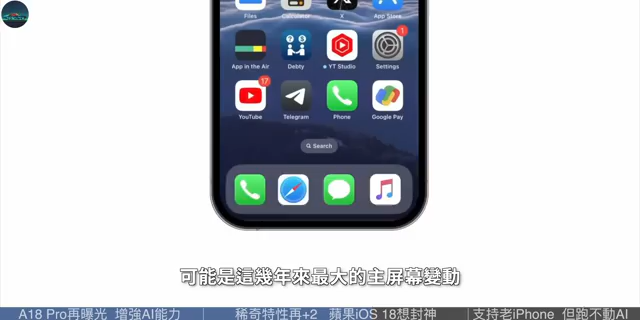 Files Calculator X App Store
1
App in the Air Debty YT Studio Settings
17
YouTube Telegram Phone Google Pay
Search
可能是這幾年來最大的主屏幕變動
A18 Pro再曝光 增強AI能力 稀奇特性再+2 蘋果iOS 18想封神 支持老iPhone 但跑不動AI